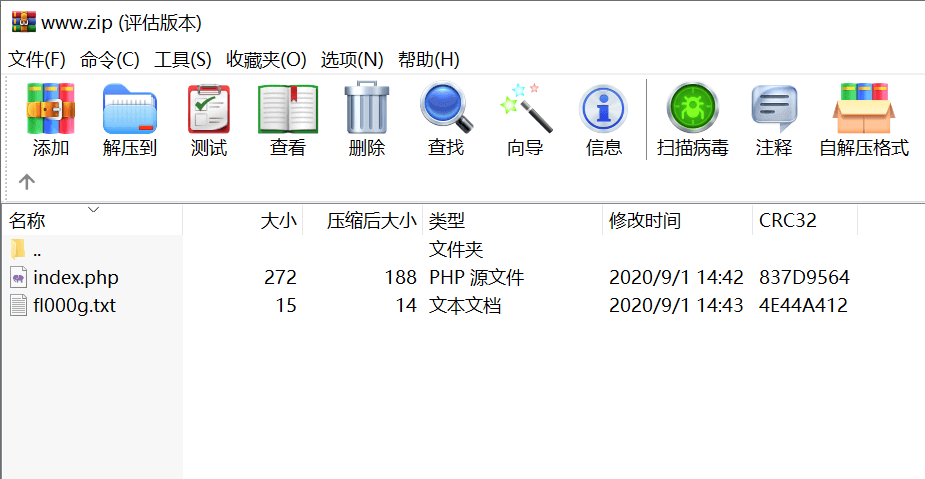 www.zip (评估版本)
文件(F) 命令(C) 工具(S) 收藏夹(O) 选项(N) 帮助(H)
添加 解压到 测试 查看 删除 查找 向导 信息 扫描病毒 注释 自解压格式
名称 大小 压缩后大小 类型 修改时间 CRC32
.. 文件夹
index.php 272 188 PHP 源文件 2020/9/1 14:42 837D9564
fl000g.txt 15 14 文本文档 2020/9/1 14:43 4E44A412